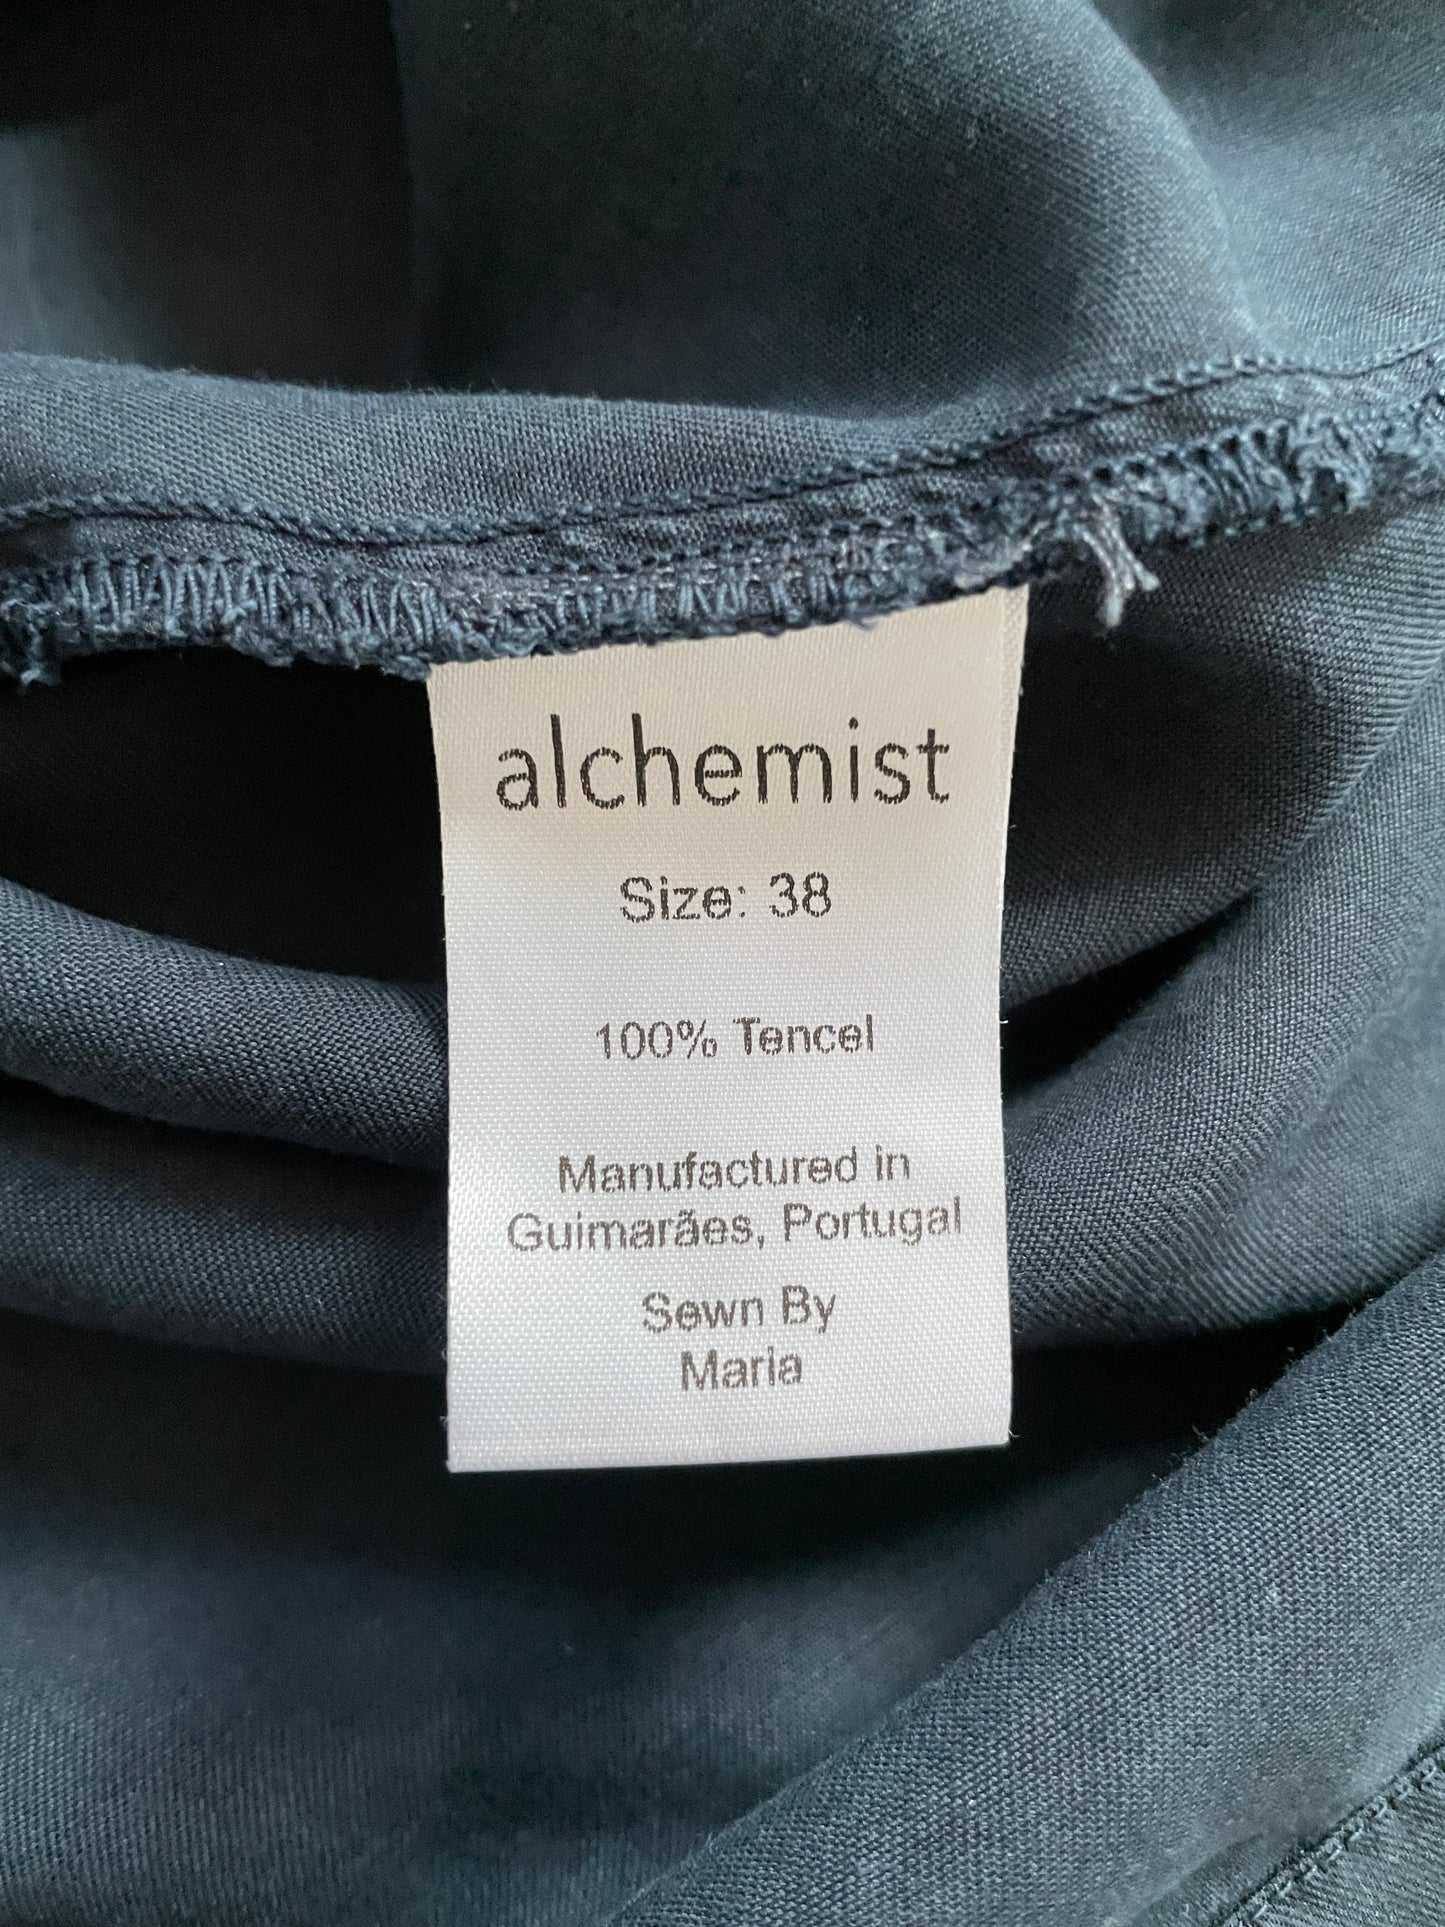 alchemist
Size: 38
100% Tencel
Manufactured in
Guimarães, Portugal
Sewn By
Maria